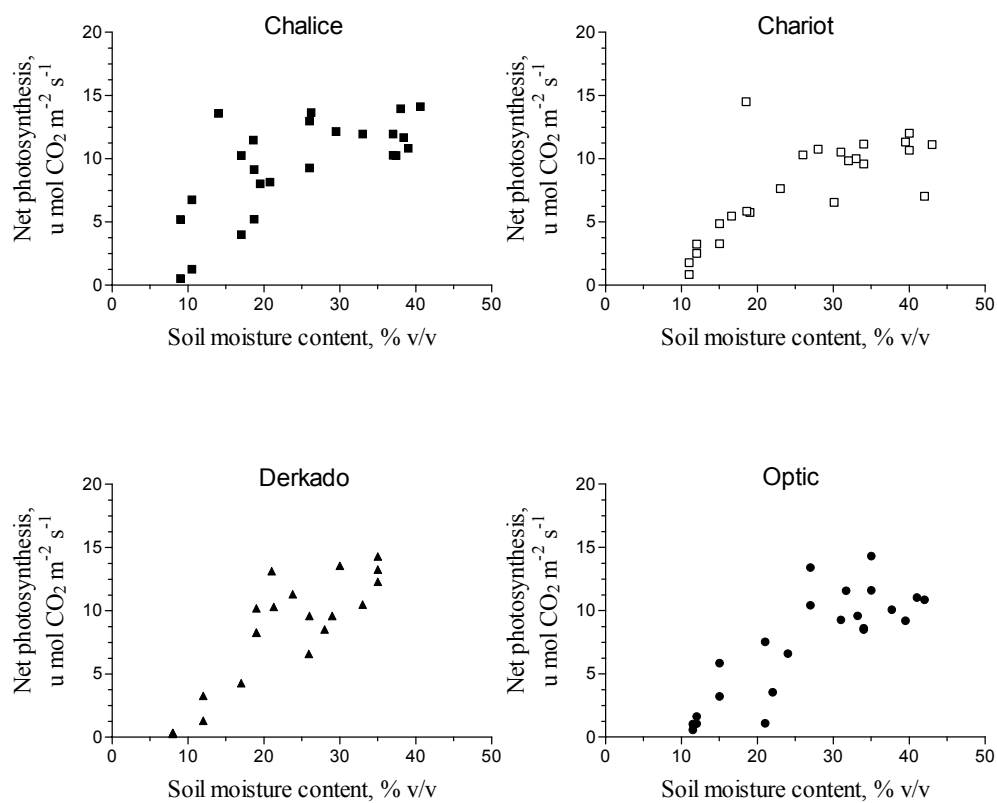 Chalice
Net photosynthesis,
u mol CO₂ m⁻² s⁻¹
20
15
10
5
0
0 10 20 30 40 50
Soil moisture content, % v/v
Chariot
Net photosynthesis,
u mol CO₂ m⁻² s⁻¹
20
15
10
5
0
0 10 20 30 40 50
Soil moisture content, % v/v
Derkado
Net photosynthesis,
u mol CO₂ m⁻² s⁻¹
20
15
10
5
0
0 10 20 30 40 50
Soil moisture content, % v/v
Optic
Net photosynthesis,
u mol CO₂ m⁻² s⁻¹
20
15
10
5
0
0 10 20 30 40 50
Soil moisture content, % v/v